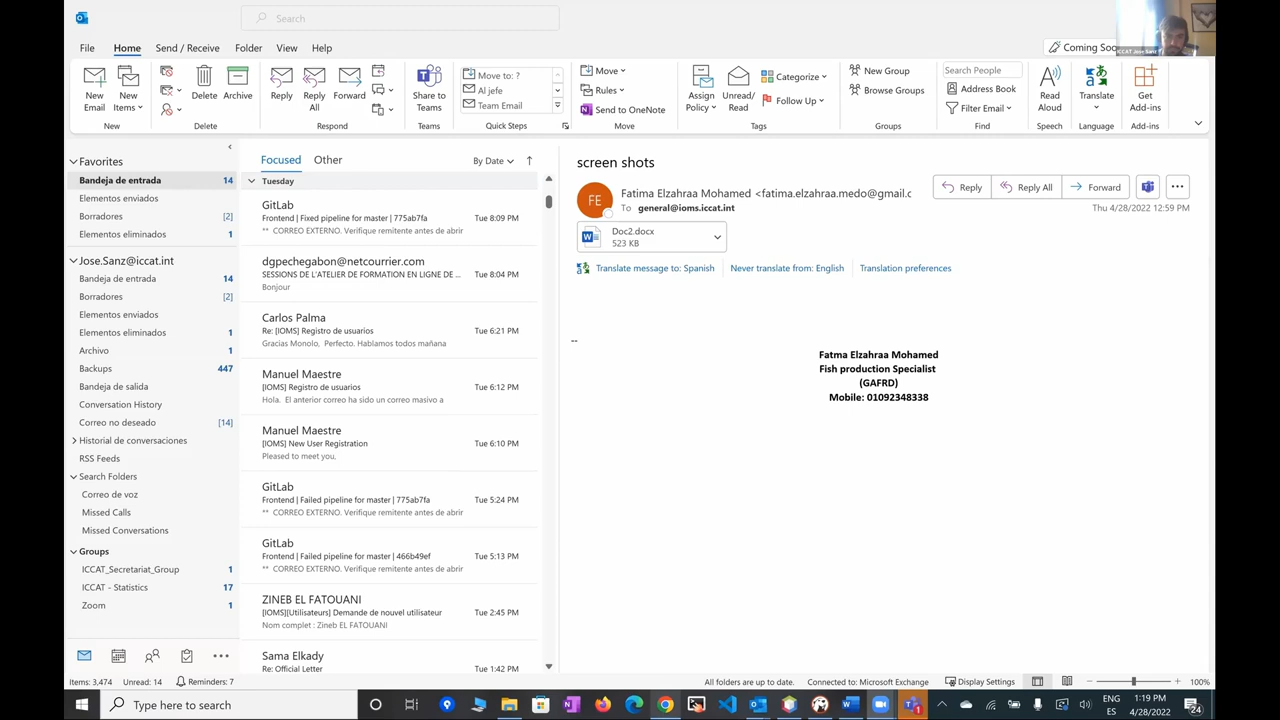 Search
File
Home
Send / Receive
Folder
View
Help
Coming Soo
ICCAT Jose Sanz
New Email
New Items
New
Delete
Archive
Delete
Reply
Reply All
Forward
Respond
Share to Teams
Teams
Move to: ?
Al jefe
Team Email
Quick Steps
Move
Rules
Send to OneNote
Move
Assign Policy
Unread/ Read
Categorize
Follow Up
Tags
New Group
Browse Groups
Groups
Search People
Address Book
Filter Email
Find
Read Aloud
Speech
Translate
Language
Get Add-ins
Add-ins
Favorites
Bandeja de entrada 14
Elementos enviados
Borradores [2]
Elementos eliminados 1
Jose.Sanz@iccat.int
Bandeja de entrada 14
Borradores [2]
Elementos enviados
Elementos eliminados 1
Archivo 1
Backups 447
Bandeja de salida
Conversation History
Correo no deseado [14]
Historial de conversaciones
RSS Feeds
Search Folders
Correo de voz
Missed Calls
Missed Conversations
Groups
ICCAT_Secretariat_Group 1
ICCAT - Statistics 17
Zoom 1
Focused
Other
By Date
Tuesday
GitLab
Frontend | Fixed pipeline for master | 775ab7fa Tue 8:09 PM
** CORREO EXTERNO. Verifique remitente antes de abrir
dgpechegabon@netcourrier.com
SESSIONS DE L'ATELIER DE FORMATION EN LIGNE DE ... Tue 8:04 PM
Bonjour
Carlos Palma
Re: [IOMS] Registro de usuarios Tue 6:21 PM
Gracias Monolo, Perfecto. Hablamos todos mañana
Manuel Maestre
[IOMS] Registro de usuarios Tue 6:12 PM
Hola. El anterior correo ha sido un correo masivo a
Manuel Maestre
[IOMS] New User Registration Tue 6:10 PM
Pleased to meet you,
GitLab
Frontend | Failed pipeline for master | 775ab7fa Tue 5:24 PM
** CORREO EXTERNO. Verifique remitente antes de abrir
GitLab
Frontend | Failed pipeline for master | 466b49ef Tue 5:13 PM
** CORREO EXTERNO. Verifique remitente antes de abrir
ZINEB EL FATOUANI
[IOMS][Utilisateurs] Demande de nouvel utilisateur Tue 2:45 PM
Nom complet : Zineb EL FATOUANI
Sama Elkady
Re: Official Letter Tue 1:42 PM
screen shots
FE
Fatima Elzahraa Mohamed <fatima.elzahraa.medo@gmail.c
To general@ioms.iccat.int
Reply
Reply All
Forward
Thu 4/28/2022 12:59 PM
Doc2.docx
523 KB
Translate message to: Spanish
Never translate from: English
Translation preferences
--
Fatma Elzahraa Mohamed
Fish production Specialist
(GAFRD)
Mobile: 01092348338
Items: 3,474
Unread: 14
Reminders: 7
All folders are up to date.
Connected to: Microsoft Exchange
Display Settings
100%
Type here to search
ENG
ES
1:19 PM
4/28/2022
24